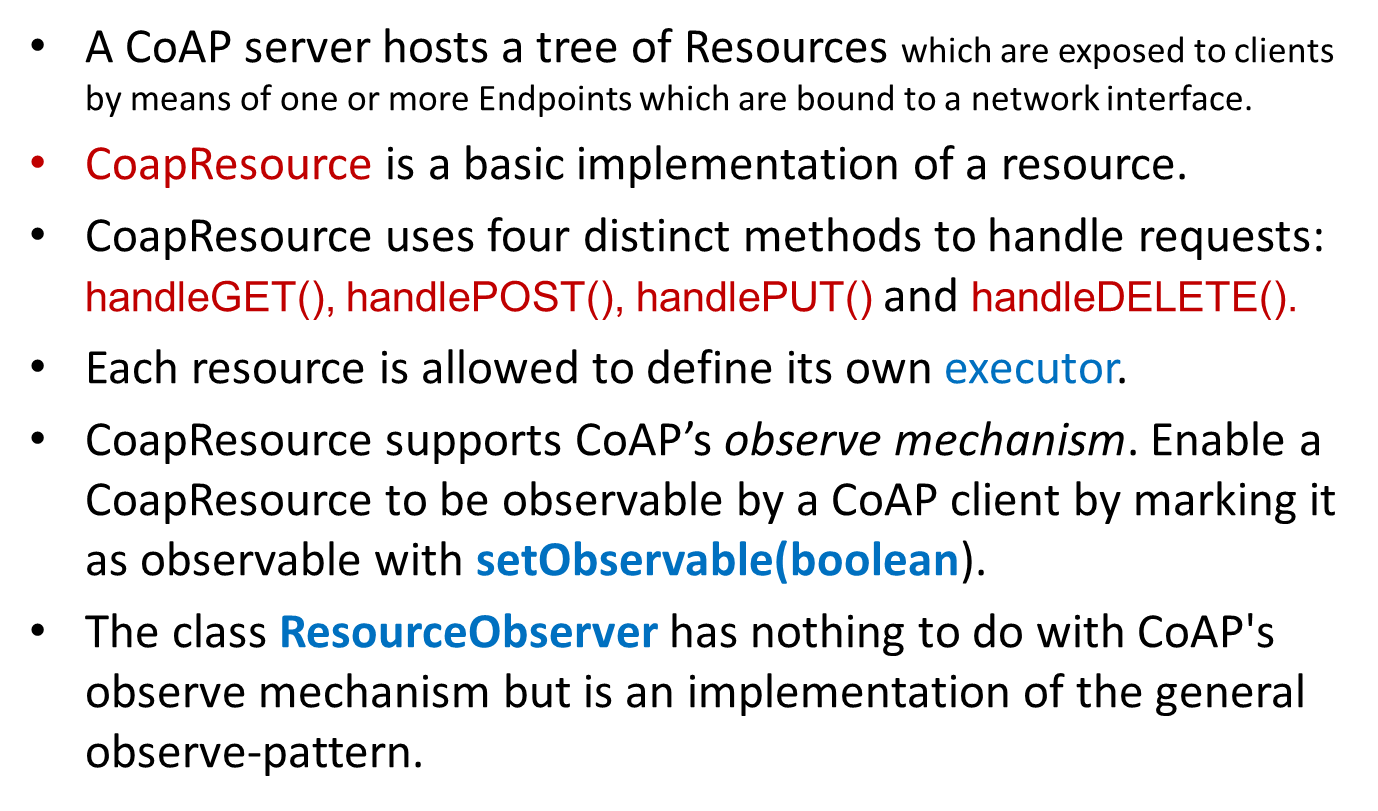 • A CoAP server hosts a tree of Resources which are exposed to clients
by means of one or more Endpoints which are bound to a network interface.
• CoapResource is a basic implementation of a resource.
• CoapResource uses four distinct methods to handle requests:
handleGET(), handlePOST(), handlePUT() and handleDELETE().
• Each resource is allowed to define its own executor.
• CoapResource supports CoAP’s observe mechanism. Enable a
CoapResource to be observable by a CoAP client by marking it
as observable with setObservable(boolean).
• The class ResourceObserver has nothing to do with CoAP's
observe mechanism but is an implementation of the general
observe-pattern.